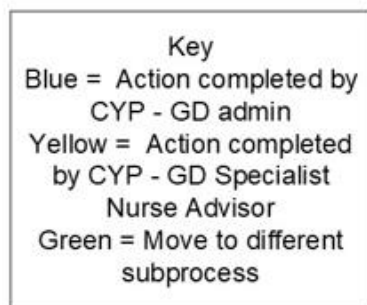 Key
Blue = Action completed by
CYP - GD admin
Yellow = Action completed
by CYP - GD Specialist
Nurse Advisor
Green = Move to different
subprocess